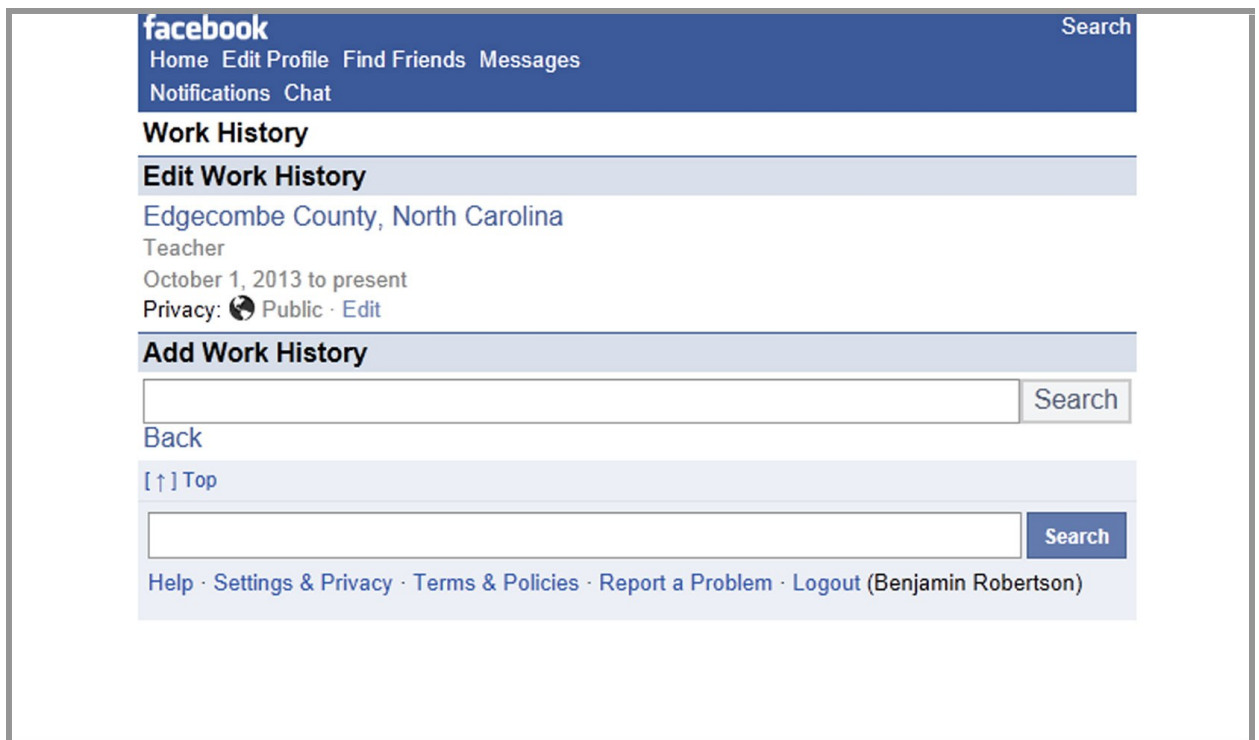 facebook Search
Home Edit Profile Find Friends Messages
Notifications Chat
Work History
Edit Work History
Edgecombe County, North Carolina
Teacher
October 1, 2013 to present
Privacy: Public · Edit
Add Work History
Search
Back
[ ↑ ] Top
Search
Help · Settings & Privacy · Terms & Policies · Report a Problem · Logout (Benjamin Robertson)